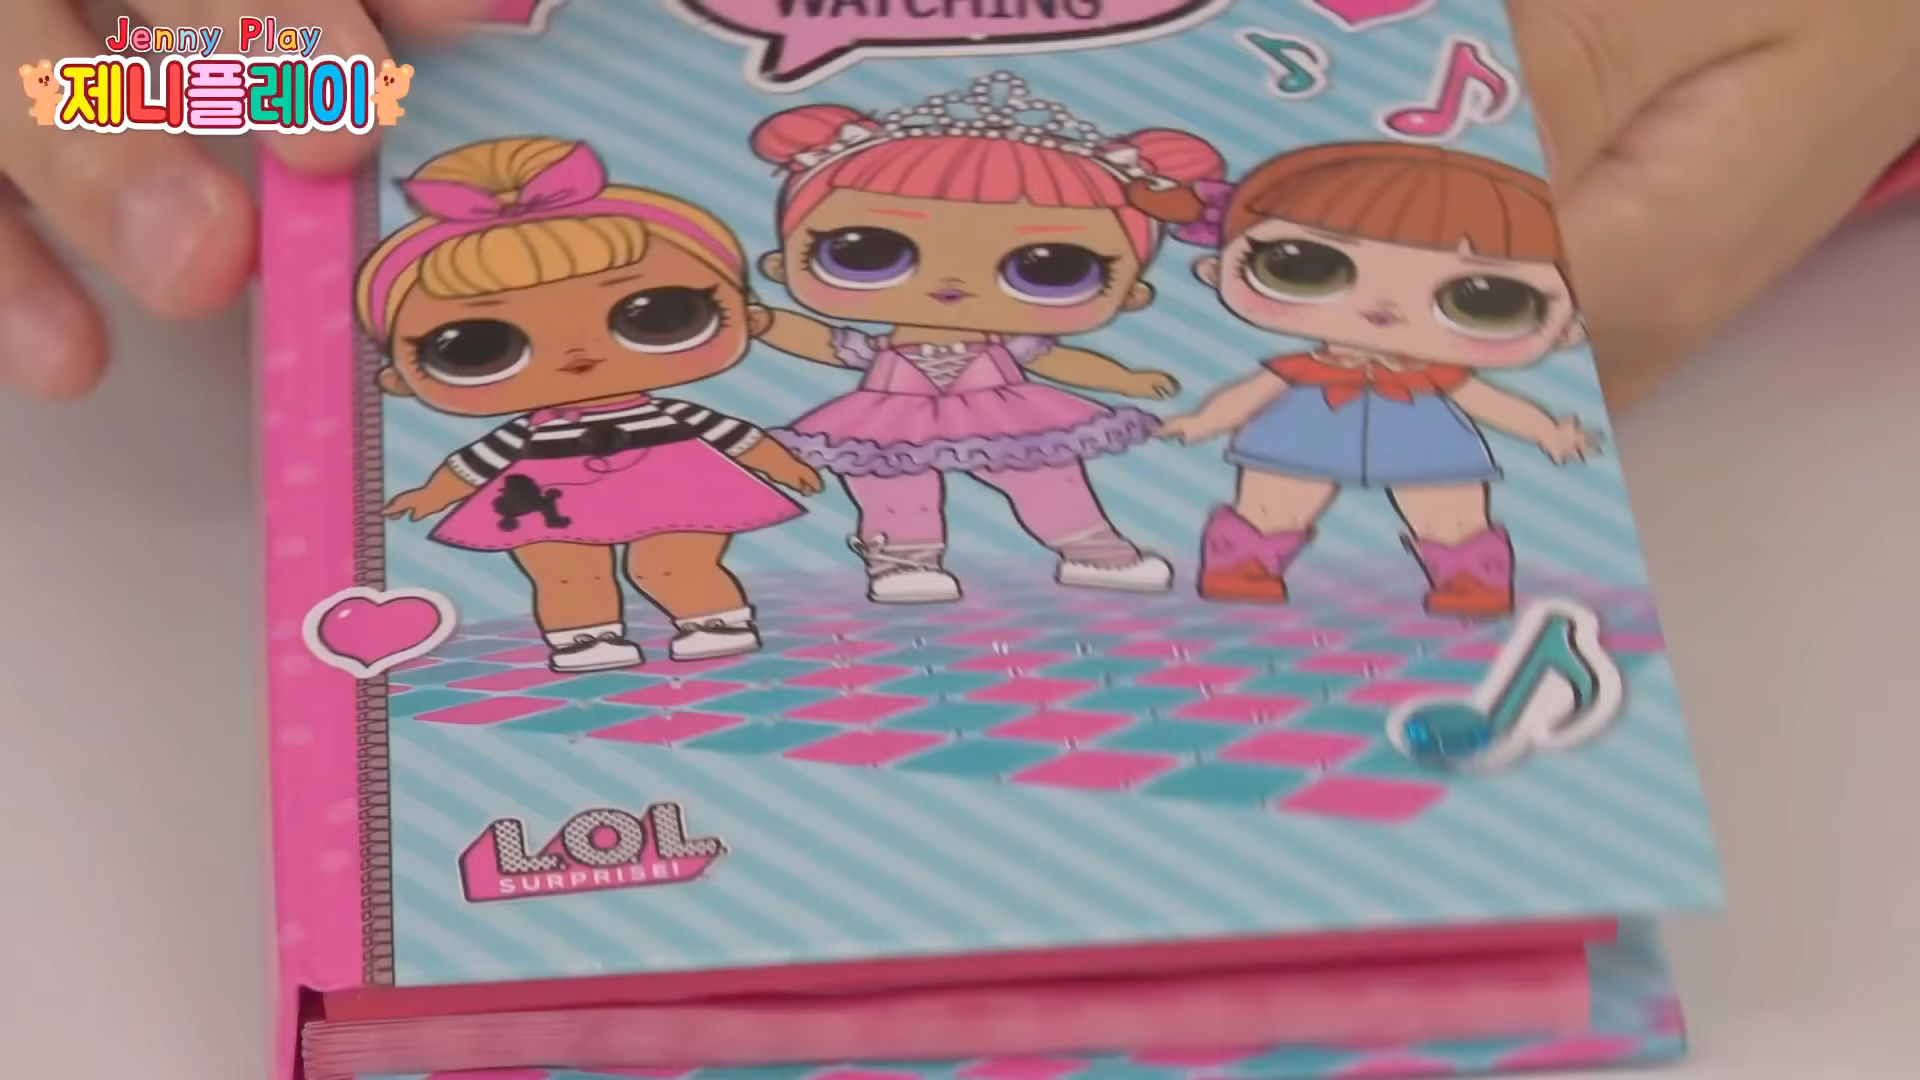 WATCHING
Jenny Play
제니플레이
L.O.L.
SURPRISE!